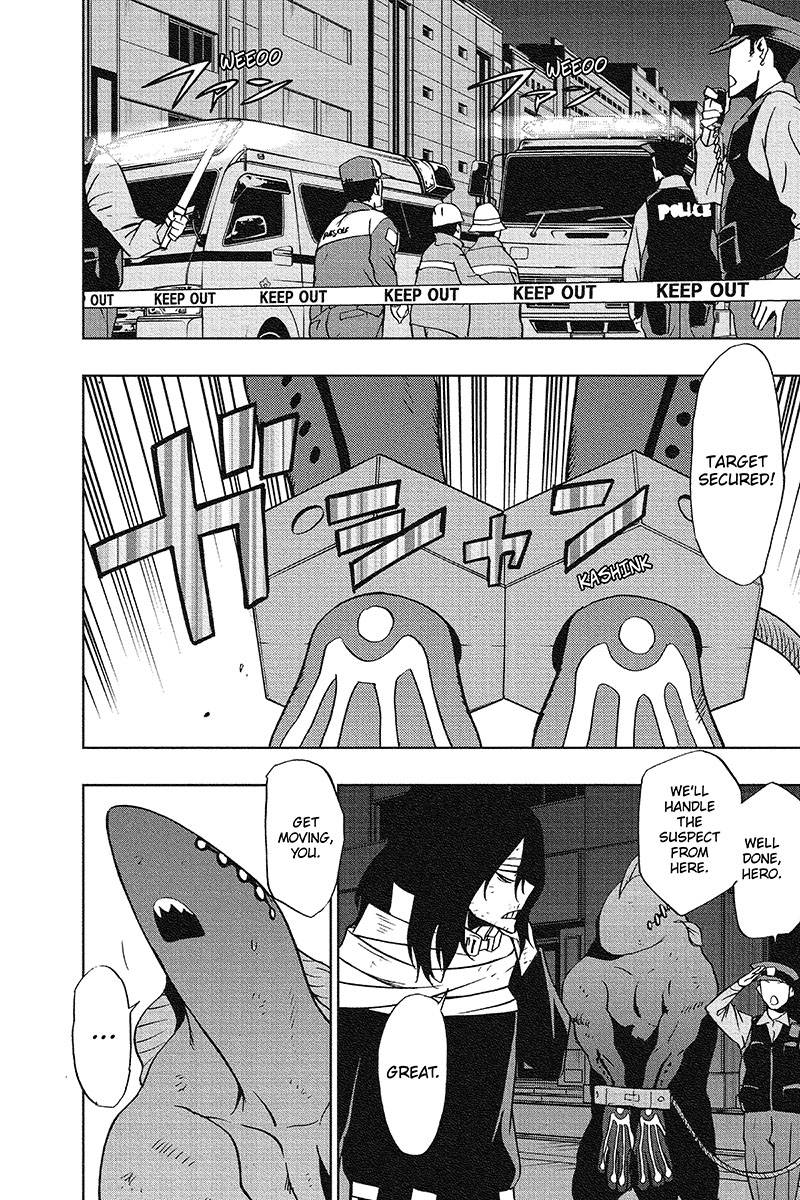 WEEOO
ファン
WEEOO
ファン
POLICE
OUT KEEP OUT KEEP OUT KEEP OUT KEEP OUT KEEP OUT
TARGET
SECURED!
ガシャン
KASHINK
WELL
DONE,
HERO.
WE'LL
HANDLE
THE
SUSPECT
FROM
HERE.
GREAT.
GET
MOVING,
YOU.
...